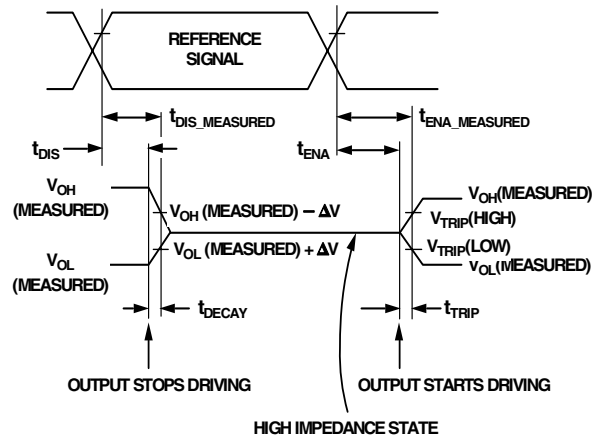 REFERENCE
SIGNAL
tDIS_MEASURED
tENA_MEASURED
tDIS
tENA
VOH
(MEASURED)
VOH (MEASURED) – ΔV
VOH(MEASURED)
VTRIP(HIGH)
VOL
(MEASURED)
VOL (MEASURED) + ΔV
VTRIP(LOW)
VOL(MEASURED)
tDECAY
tTRIP
OUTPUT STOPS DRIVING
OUTPUT STARTS DRIVING
HIGH IMPEDANCE STATE